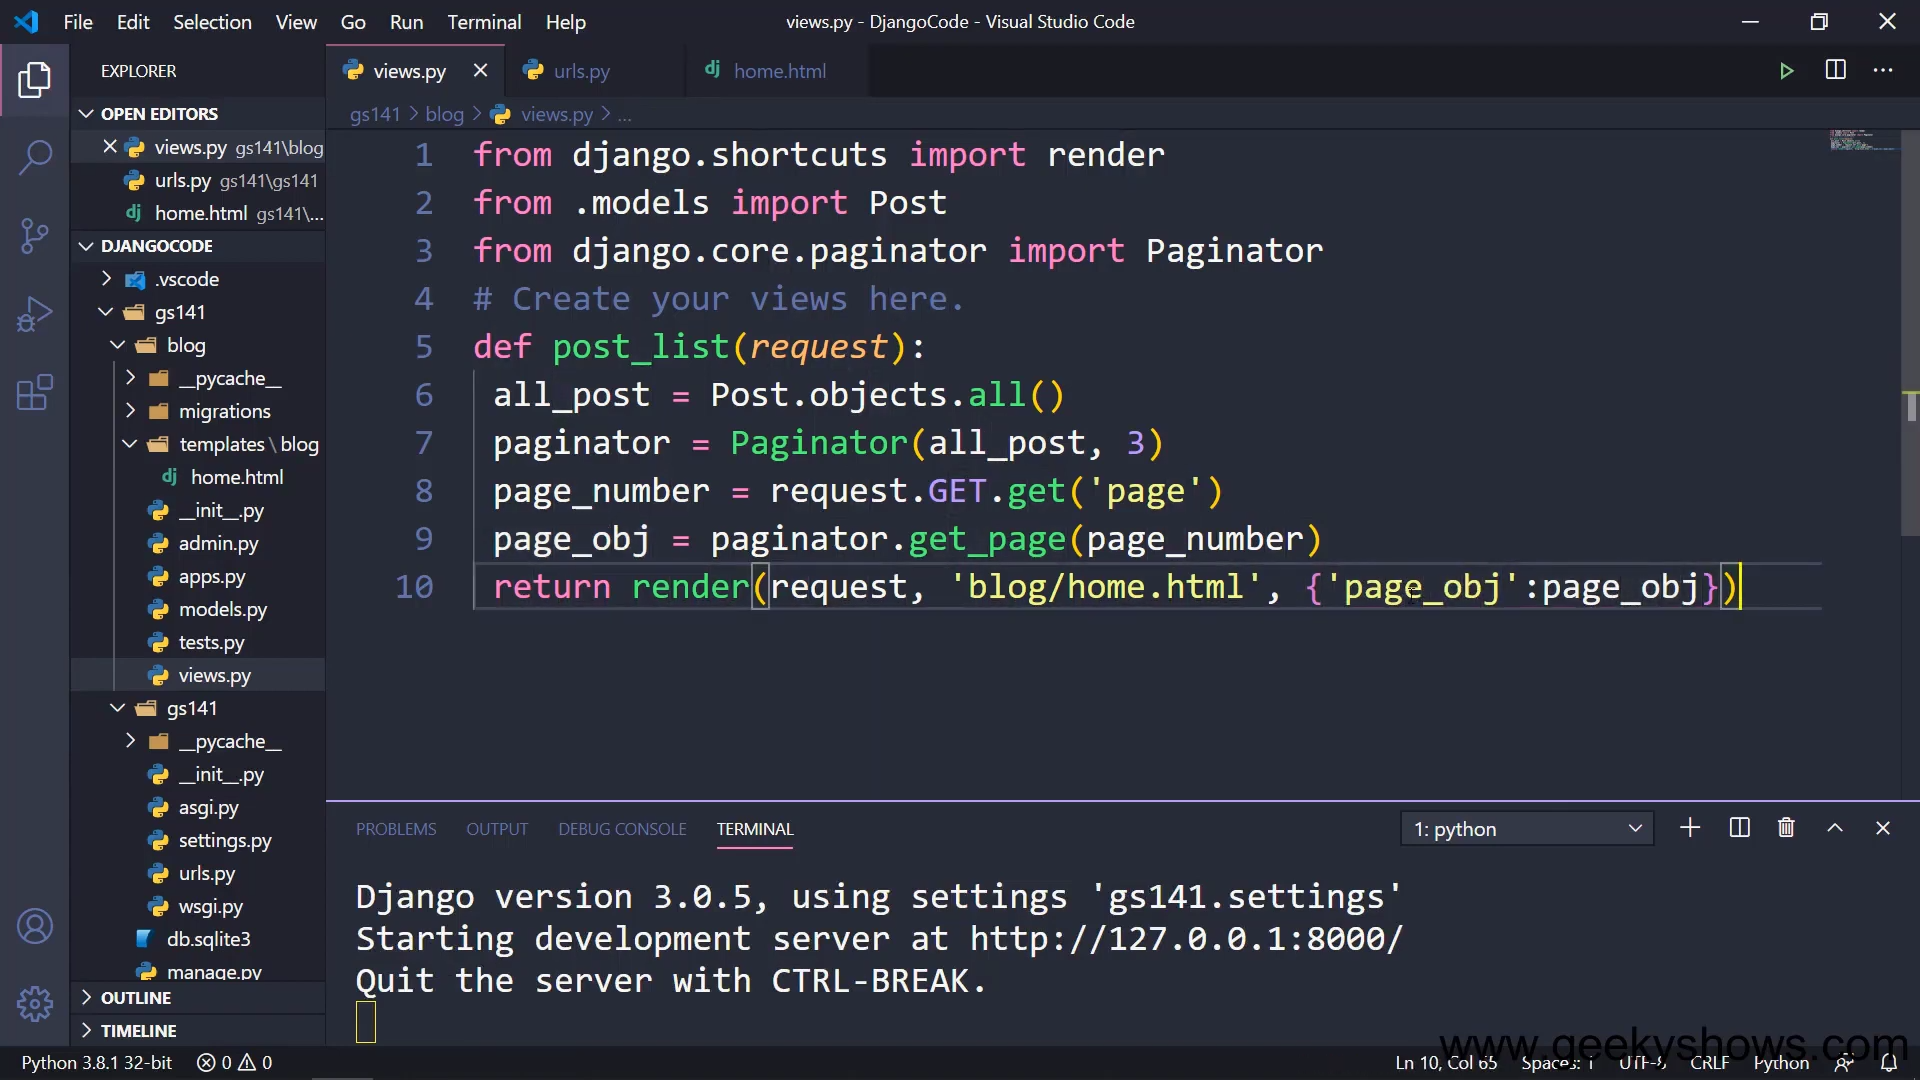 File Edit Selection View Go Run Terminal Help
views.py - DjangoCode - Visual Studio Code
EXPLORER
OPEN EDITORS
views.py gs141\blog
urls.py gs141\gs141
home.html gs141\...
DJANGOCODE
.vscode
gs141
blog
__pycache__
migrations
templates \ blog
home.html
__init__.py
admin.py
apps.py
models.py
tests.py
views.py
gs141
__pycache__
__init__.py
asgi.py
settings.py
urls.py
wsgi.py
db.sqlite3
manage.py
OUTLINE
TIMELINE
views.py urls.py home.html
gs141 > blog > views.py > ...
1 from django.shortcuts import render
2 from .models import Post
3 from django.core.paginator import Paginator
4 # Create your views here.
5 def post_list(request):
6 all_post = Post.objects.all()
7 paginator = Paginator(all_post, 3)
8 page_number = request.GET.get('page')
9 page_obj = paginator.get_page(page_number)
10 return render(request, 'blog/home.html', {'page_obj':page_obj})
PROBLEMS OUTPUT DEBUG CONSOLE TERMINAL 1: python
Django version 3.0.5, using settings 'gs141.settings'
Starting development server at http://127.0.0.1:8000/
Quit the server with CTRL-BREAK.
www.geekyshows.com
Python 3.8.1 32-bit 0 0 Ln 10, Col 65 Spaces: 1 UTF-8 CRLF Python